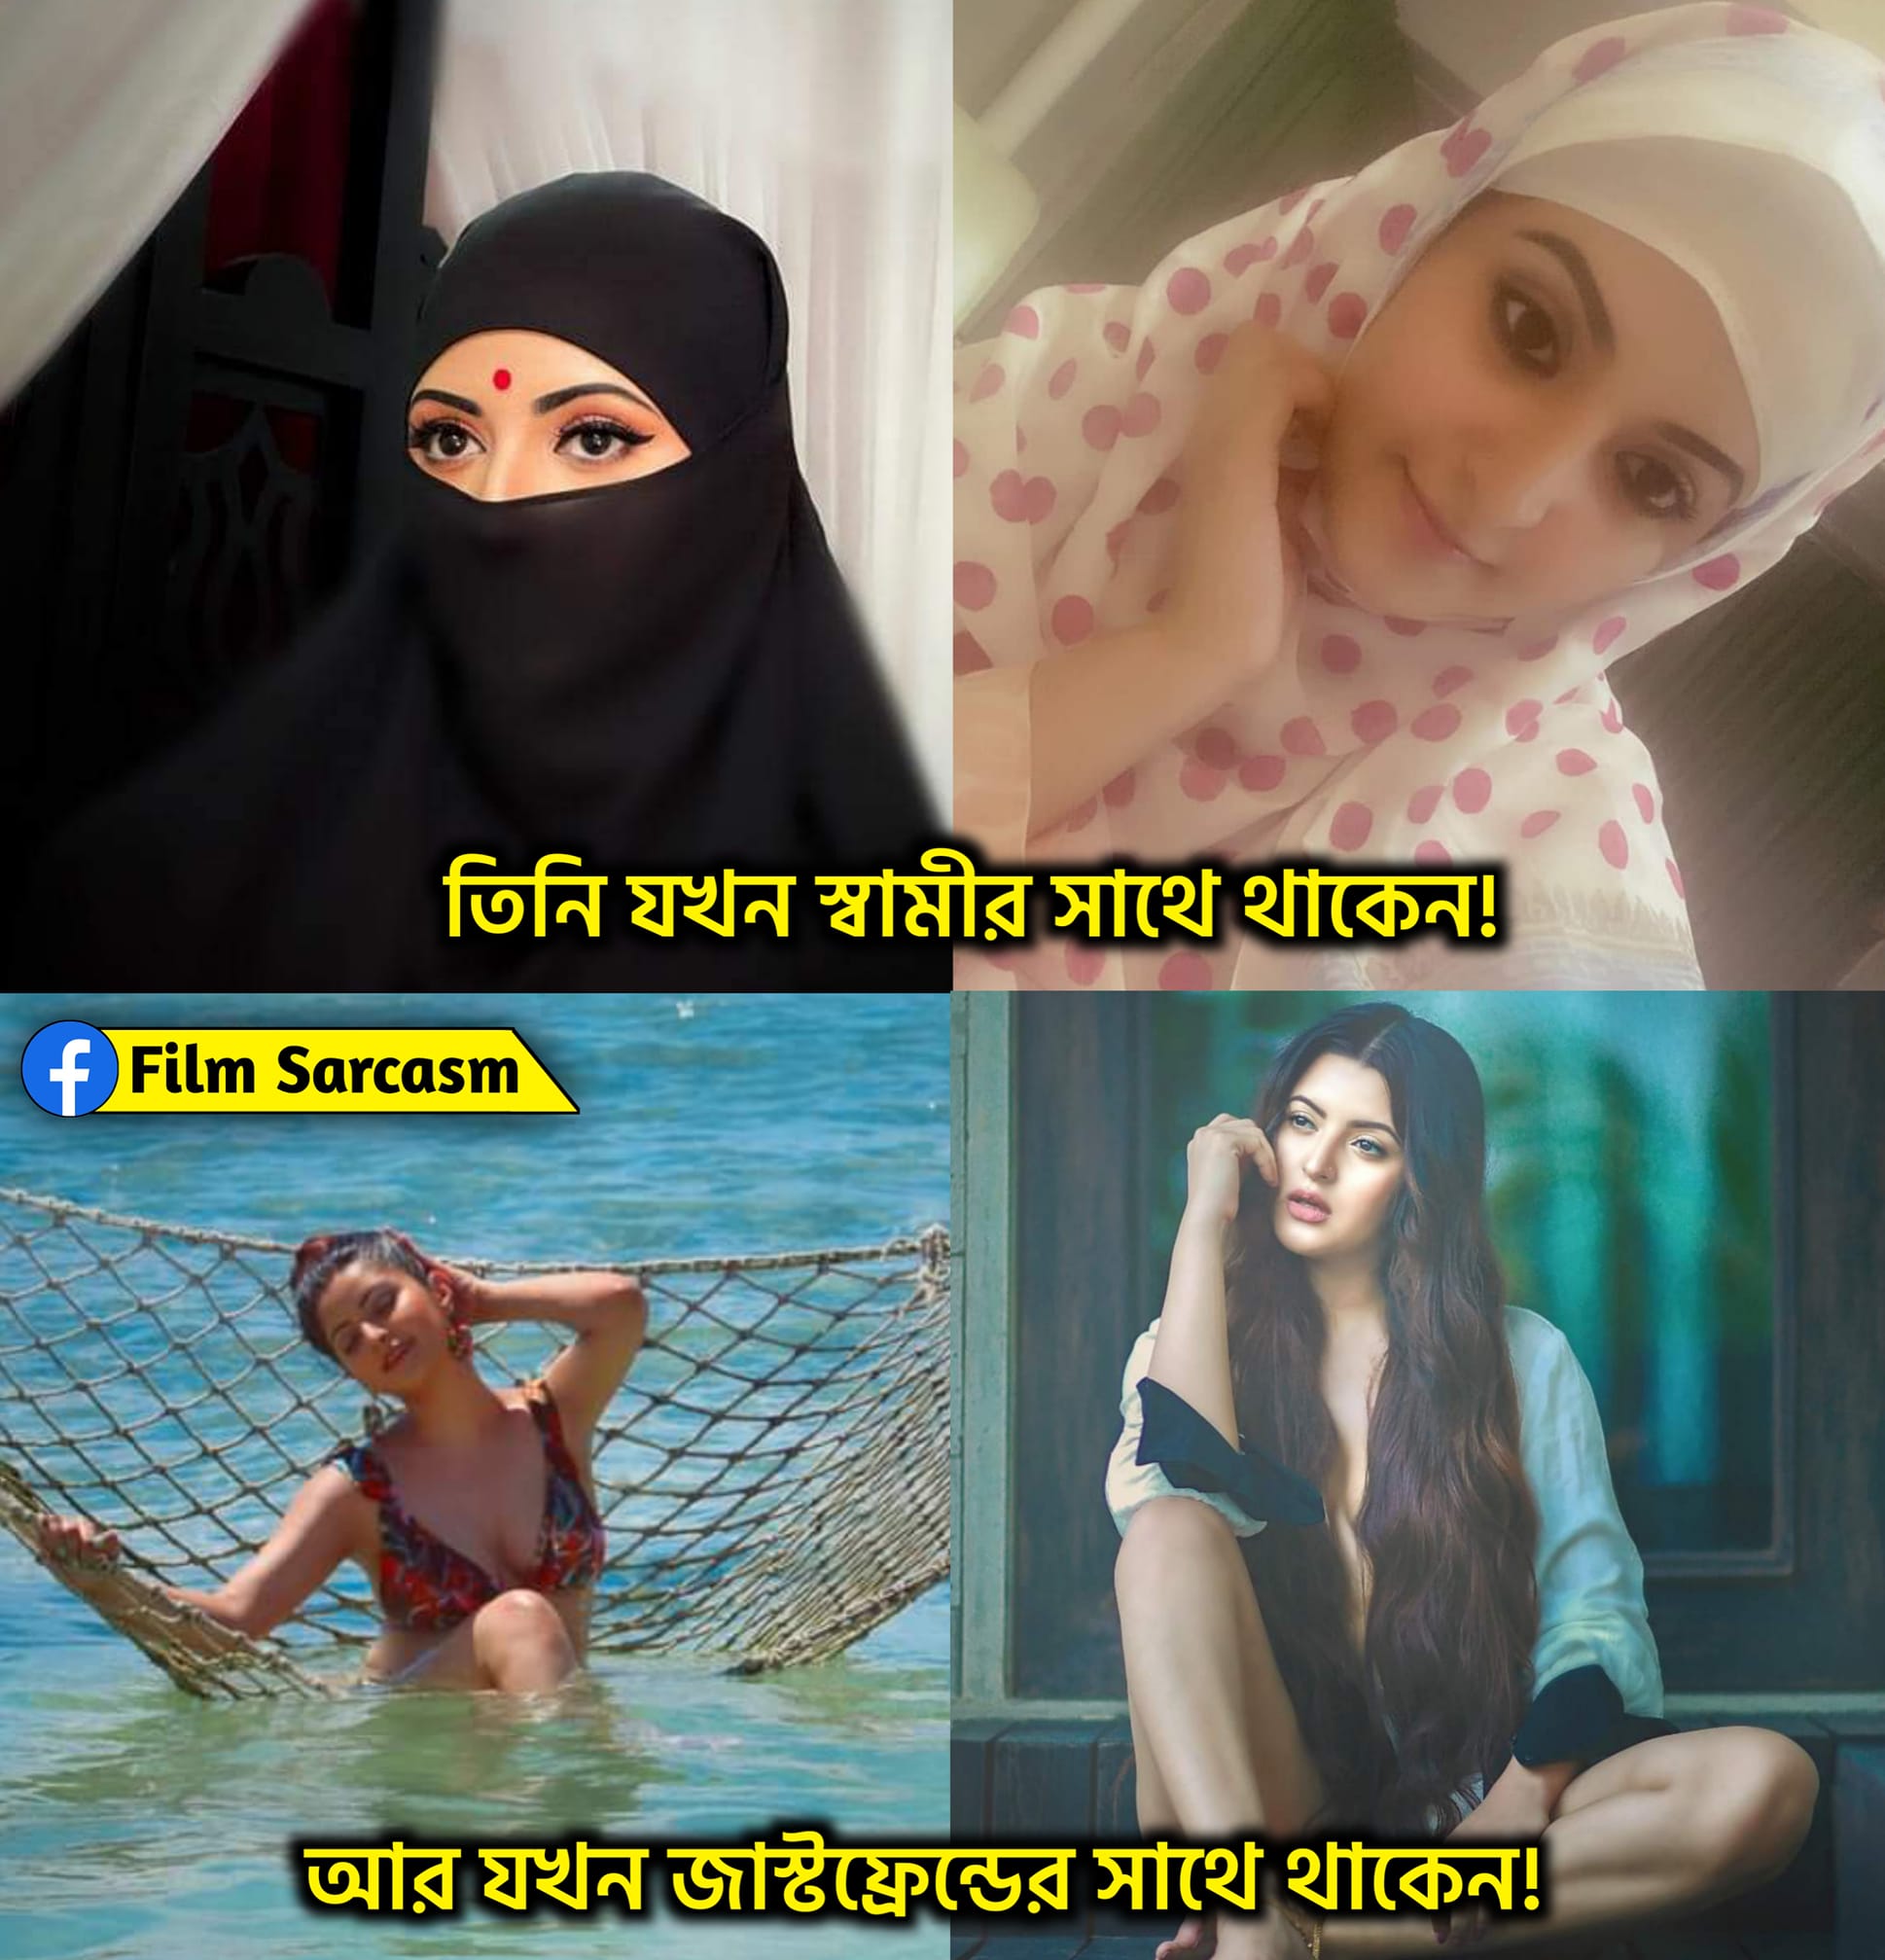 তিনি যখন স্বামীর সাথে থাকেন!
Film Sarcasm
আর যখন জাস্টফ্রেন্ডের সাথে থাকেন!